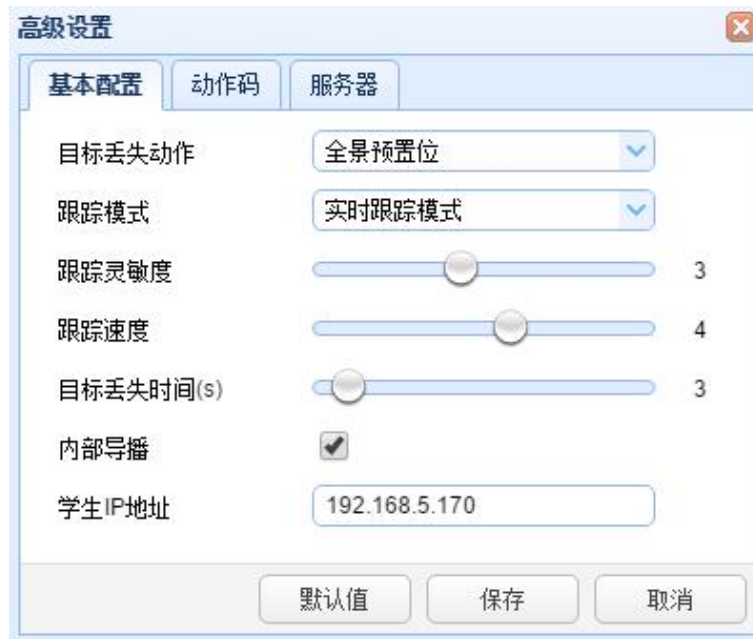 高级设置
基本配置 动作码 服务器
目标丢失动作 全景预置位
跟踪模式 实时跟踪模式
跟踪灵敏度 3
跟踪速度 4
目标丢失时间(s) 3
内部导播
学生IP地址 192.168.5.170
默认值 保存 取消